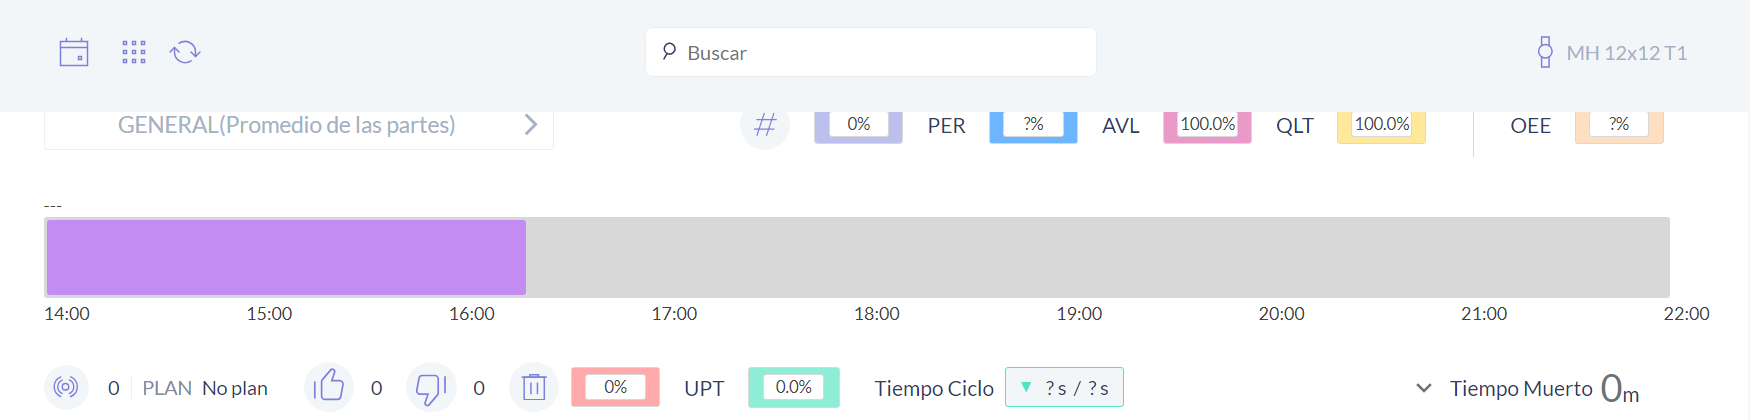 Buscar
MH 12x12 T1
GENERAL(Promedio de las partes)
# 0% PER ?% AVL 100.0% QLT 100.0% OEE ?%
---
14:00 15:00 16:00 17:00 18:00 19:00 20:00 21:00 22:00
0 PLAN No plan 0 0 0% UPT 0.0% Tiempo Ciclo ▼ ? s / ? s Tiempo Muerto 0m